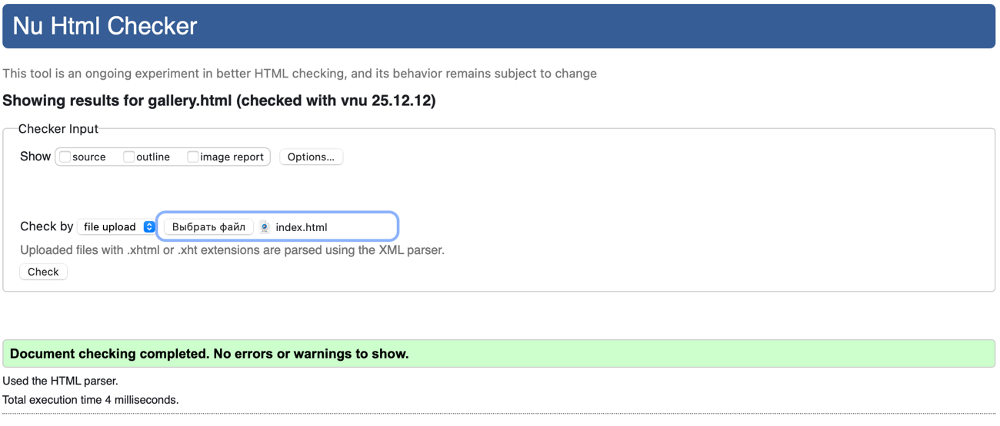 Nu Html Checker
This tool is an ongoing experiment in better HTML checking, and its behavior remains subject to change
Showing results for gallery.html (checked with vnu 25.12.12)
Checker Input
Show source outline image report Options...
Check by file upload Выбрать файл index.html
Uploaded files with .xhtml or .xht extensions are parsed using the XML parser.
Check
Document checking completed. No errors or warnings to show.
Used the HTML parser.
Total execution time 4 milliseconds.